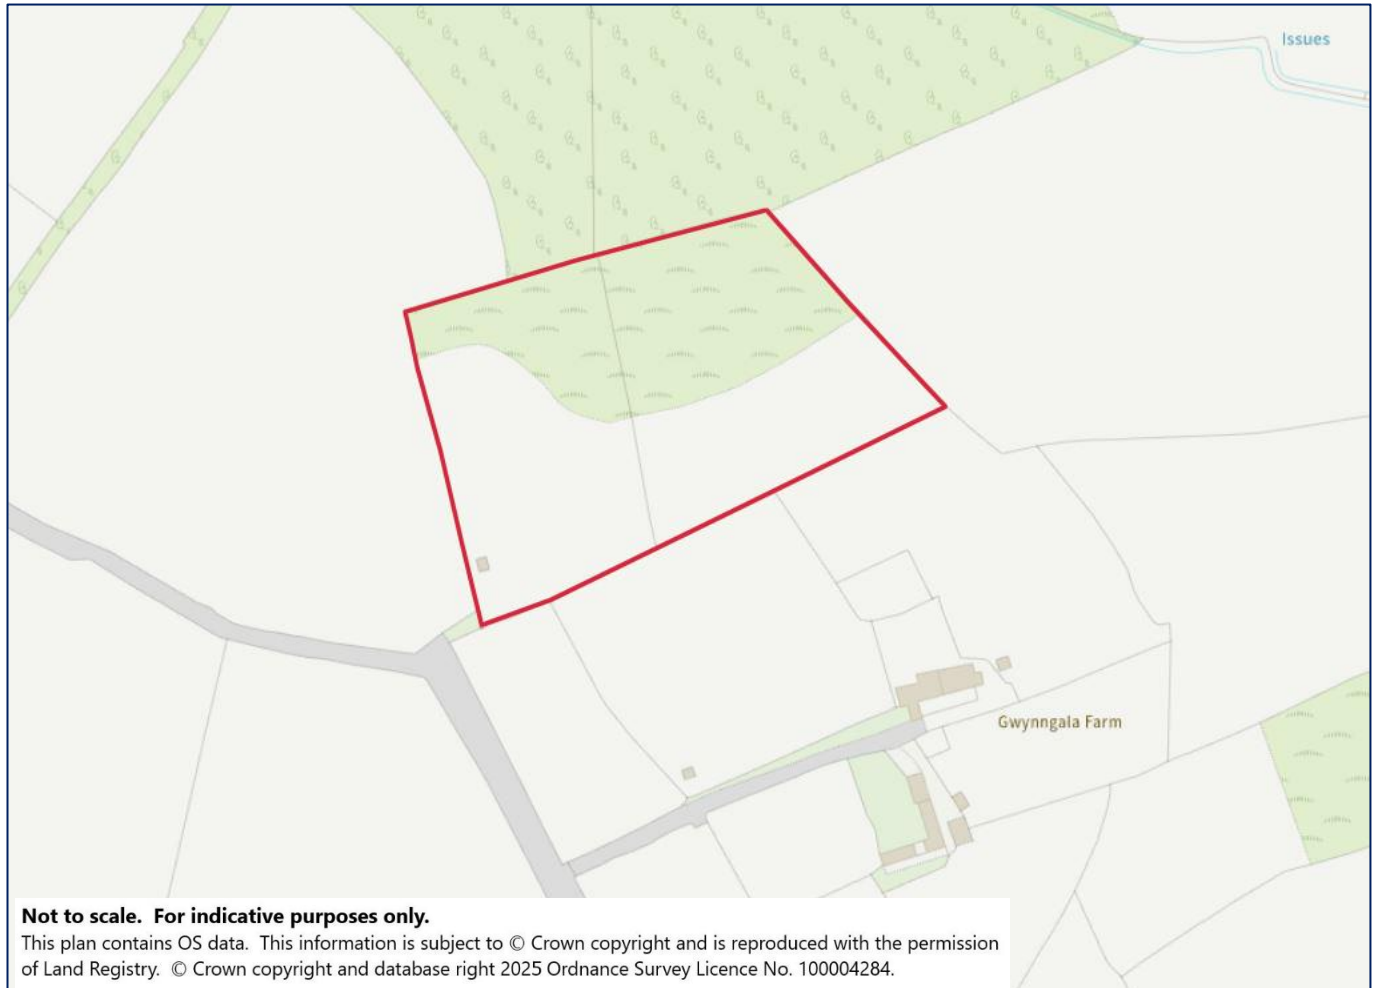 Issues
Gwynngala Farm
Not to scale. For indicative purposes only.
This plan contains OS data. This information is subject to © Crown copyright and is reproduced with the permission
of Land Registry. © Crown copyright and database right 2025 Ordnance Survey Licence No. 100004284.